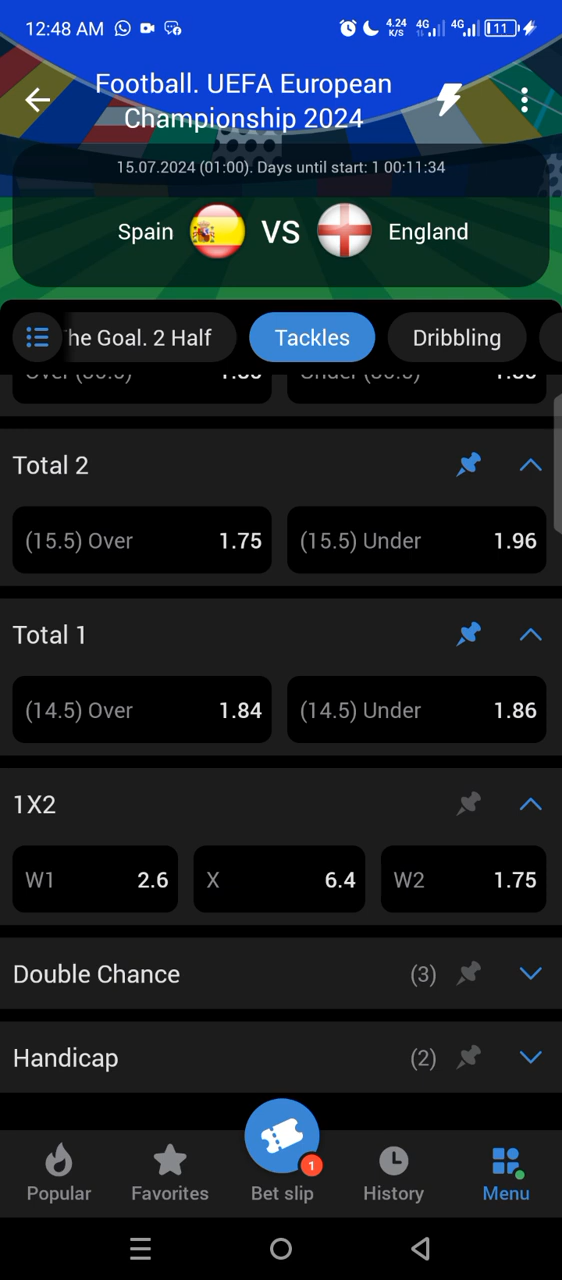 12:48 AM
4.24 K/S 4G 4G 11
Football. UEFA European
Championship 2024
15.07.2024 (01:00). Days until start: 1 00:11:34
Spain VS England
he Goal. 2 Half Tackles Dribbling
Total 2
(15.5) Over 1.75 (15.5) Under 1.96
Total 1
(14.5) Over 1.84 (14.5) Under 1.86
1X2
W1 2.6 X 6.4 W2 1.75
Double Chance (3)
Handicap (2)
1
Popular Favorites Bet slip History Menu